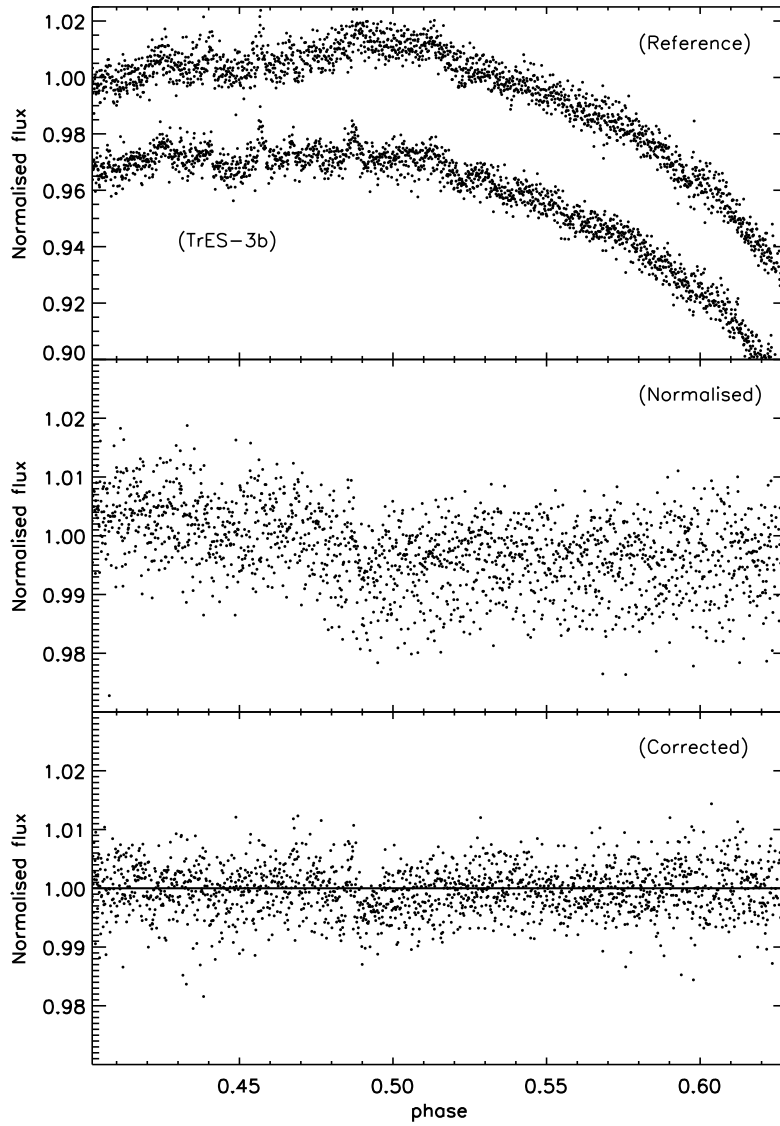 1.02
(Reference)
1.00
0.98
0.96
(TrES-3b)
0.94
0.92
0.90
Normalised flux
(Normalised)
1.02
1.01
1.00
0.99
0.98
Normalised flux
(Corrected)
1.02
1.01
1.00
0.99
0.98
Normalised flux
0.45 0.50 0.55 0.60
phase